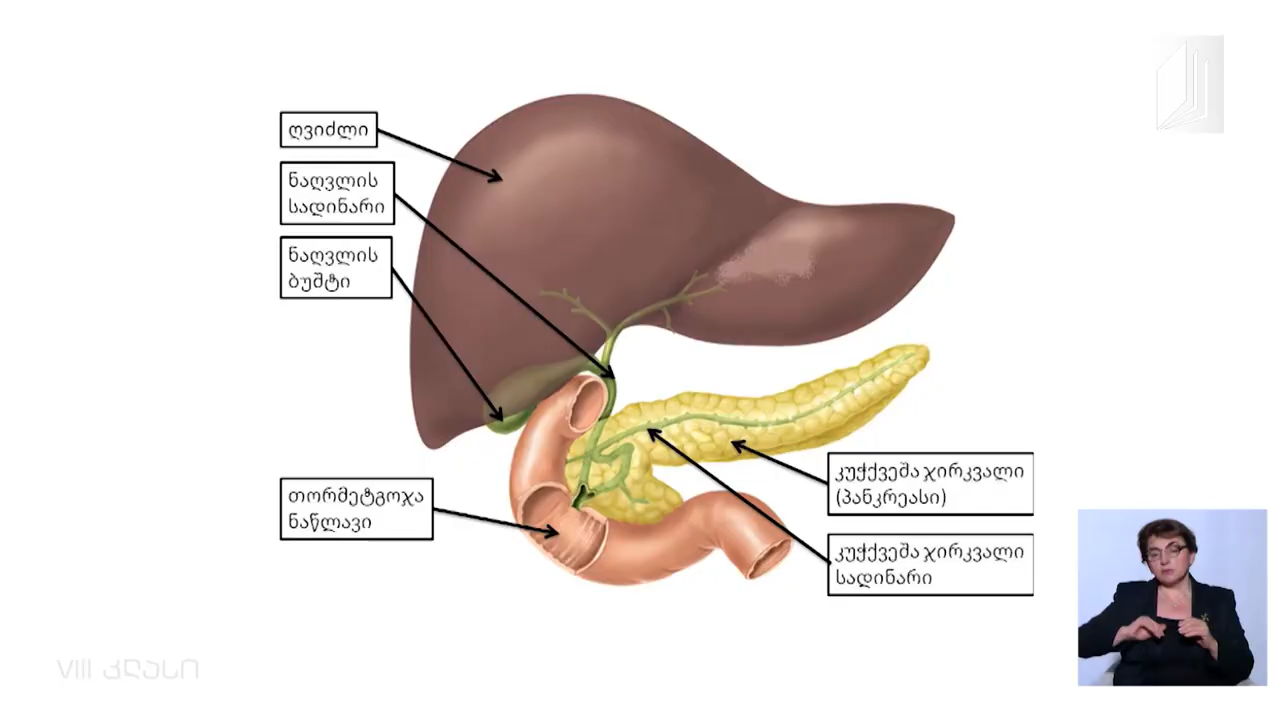 ღვიძლი
ნაღვლის
სადინარი
ნაღვლის
ბუშტი
თორმეტგოჯა
ნაწლავი
კუჭქვეშა ჯირკვალი
(პანკრეასი)
კუჭქვეშა ჯირკვალი
სადინარი
VIII კლასი